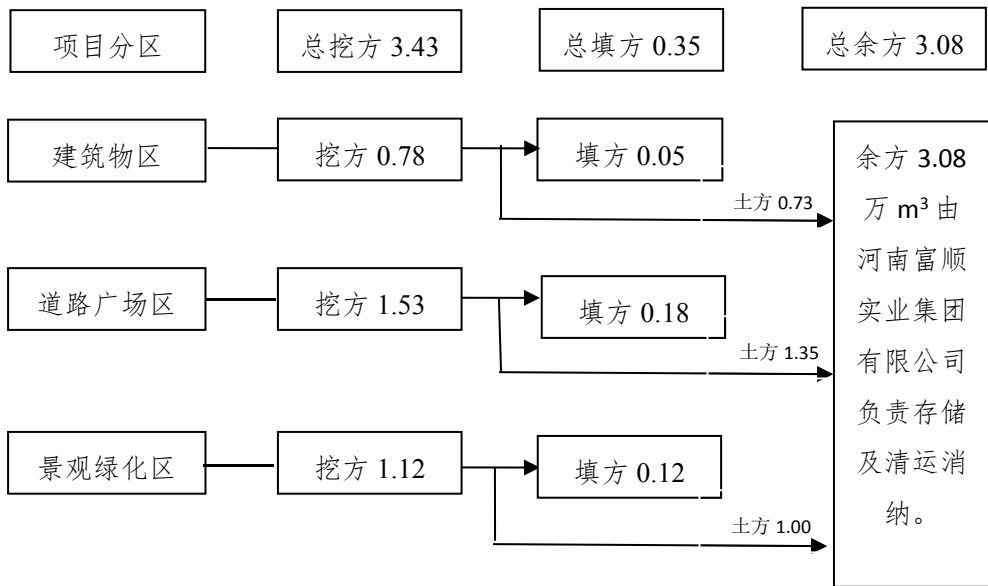 项目分区
总挖方 3.43
总填方 0.35
总余方 3.08
建筑物区
挖方 0.78
填方 0.05
土方 0.73
道路广场区
挖方 1.53
填方 0.18
土方 1.35
景观绿化区
挖方 1.12
填方 0.12
土方 1.00
余方 3.08
万 m³ 由
河南富顺
实业集团
有限公司
负责存储
及清运消
纳。